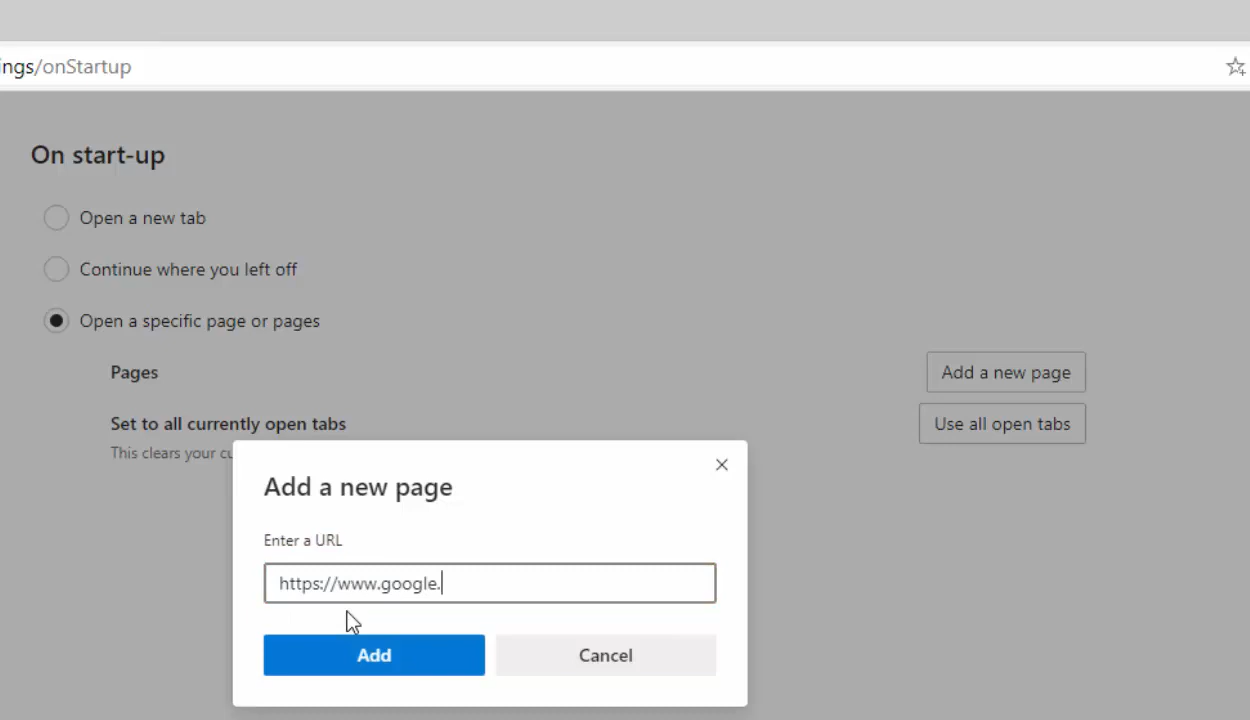 ings/onStartup
On start-up
Open a new tab
Continue where you left off
Open a specific page or pages
Pages
Add a new page
Set to all currently open tabs
Use all open tabs
This clears your cu
Add a new page
Enter a URL
https://www.google.
Add
Cancel